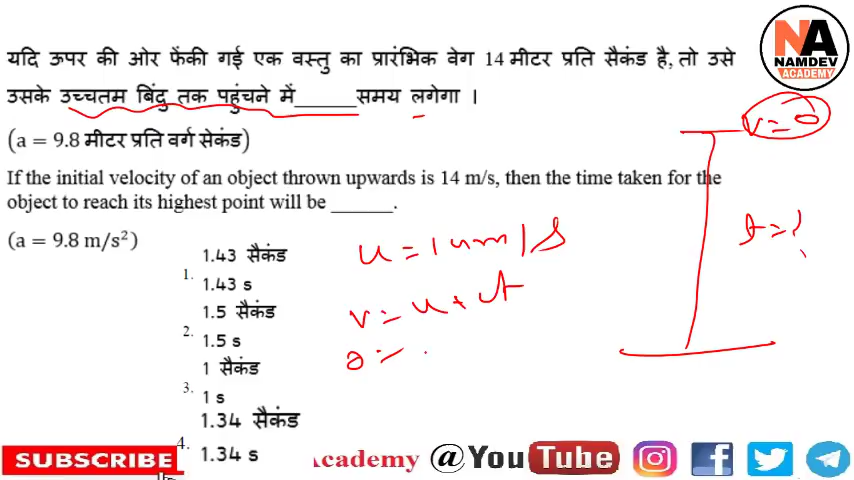 NA
NAMDEV
ACADEMY
यदि ऊपर की ओर फेंकी गई एक वस्तु का प्रारंभिक वेग 14 मीटर प्रति सैकंड है, तो उसे
उसके उच्चतम बिंदु तक पहुंचने में______समय लगेगा ।
(a = 9.8 मीटर प्रति वर्ग सेकंड)
If the initial velocity of an object thrown upwards is 14 m/s, then the time taken for the
object to reach its highest point will be ______.
(a = 9.8 m/s²)
1.43 सैकंड
1. 1.43 s
1.5 सैकंड
2. 1.5 s
1 सैकंड
3. 1 s
1.34 सैकंड
4. 1.34 s
v = 0
t = ?
u = 14m/s
v = u + at
0 =
SUBSCRIBE
Academy @YouTube